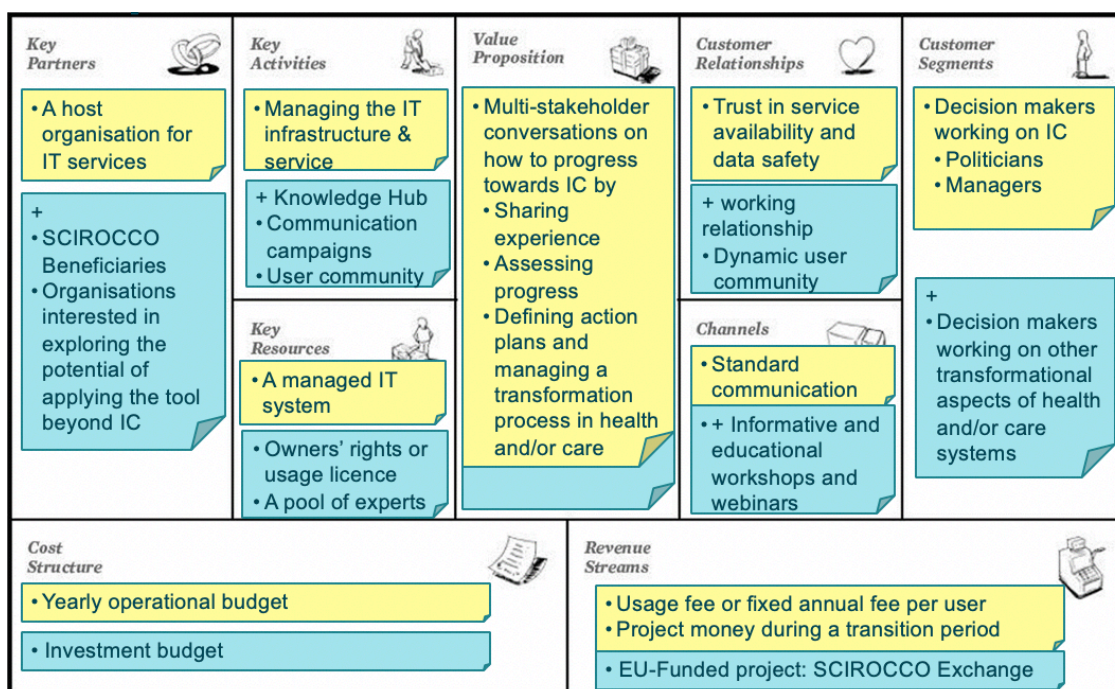 Key
Partners
• A host
organisation for
IT services
+
• SCIROCCO
Beneficiaries
• Organisations
interested in
exploring the
potential of
applying the tool
beyond IC
Key
Activities
• Managing the IT
infrastructure &
service
+ Knowledge Hub
• Communication
campaigns
• User community
Key
Resources
• A managed IT
system
• Owners' rights or
usage licence
• A pool of experts
Value
Proposition
• Multi-stakeholder
conversations on
how to progress
towards IC by
• Sharing
experience
• Assessing
progress
• Defining action
plans and
managing a
transformation
process in health
and/or care
Customer
Relationships
• Trust in service
availability and
data safety
+ working
relationship
• Dynamic user
community
Channels
• Standard
communication
• + Informative and
educational
workshops and
webinars
Customer
Segments
• Decision makers
working on IC
• Politicians
• Managers
+
• Decision makers
working on other
transformational
aspects of health
and/or care
systems
Cost
Structure
• Yearly operational budget
• Investment budget
Revenue
Streams
• Usage fee or fixed annual fee per user
• Project money during a transition period
• EU-Funded project: SCIROCCO Exchange